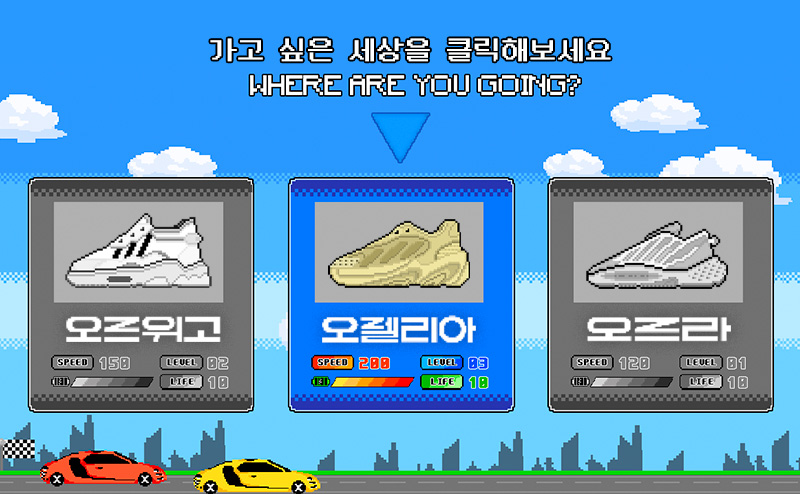 가고 싶은 세상을 클릭해보세요
WHERE ARE YOU GOING?
오즈위고
SPEED 150 LEVEL 02
LIFE 10
오젤리아
SPEED 200 LEVEL 03
LIFE 10
오즈라
SPEED 120 LEVEL 01
LIFE 10